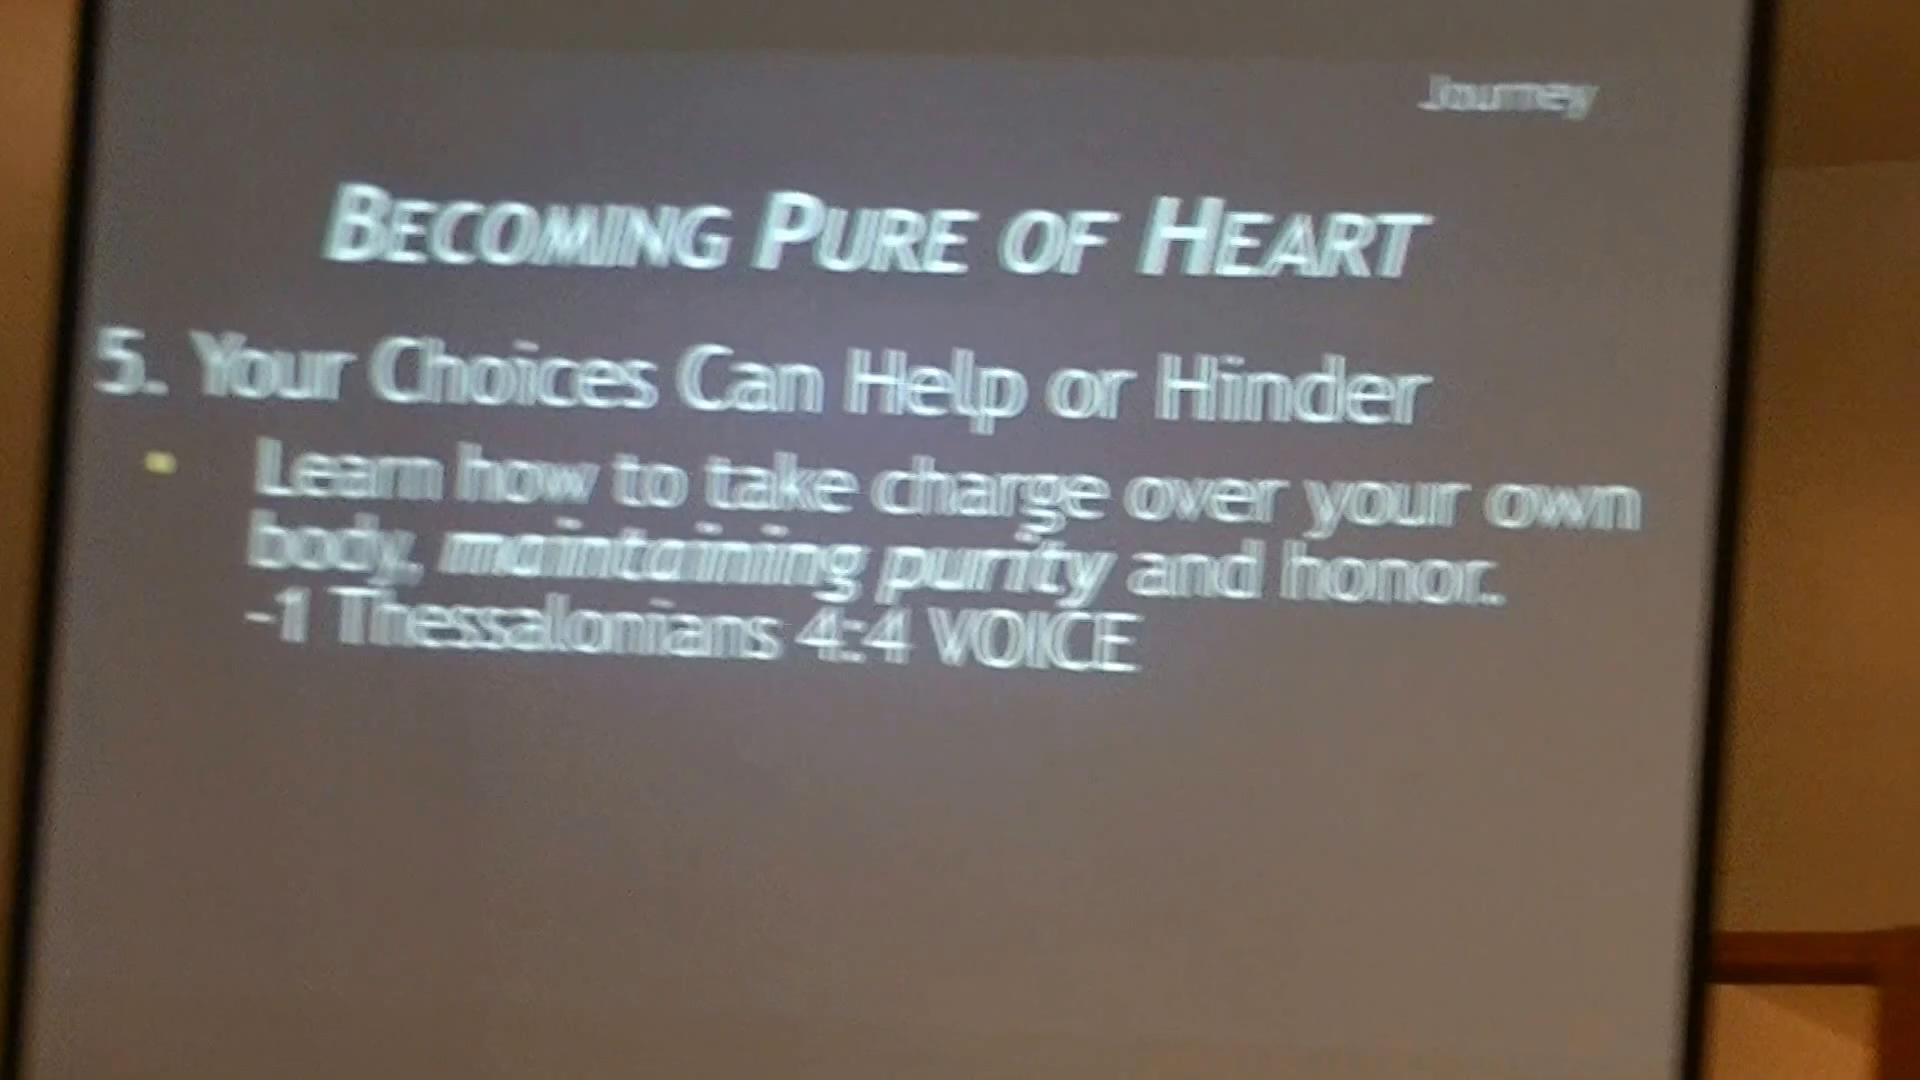 Journey
BECOMING PURE OF HEART
5. Your Choices Can Help or Hinder
Learn how to take charge over your own
body, maintaining purity and honor.
-1 Thessalonians 4:4 VOICE